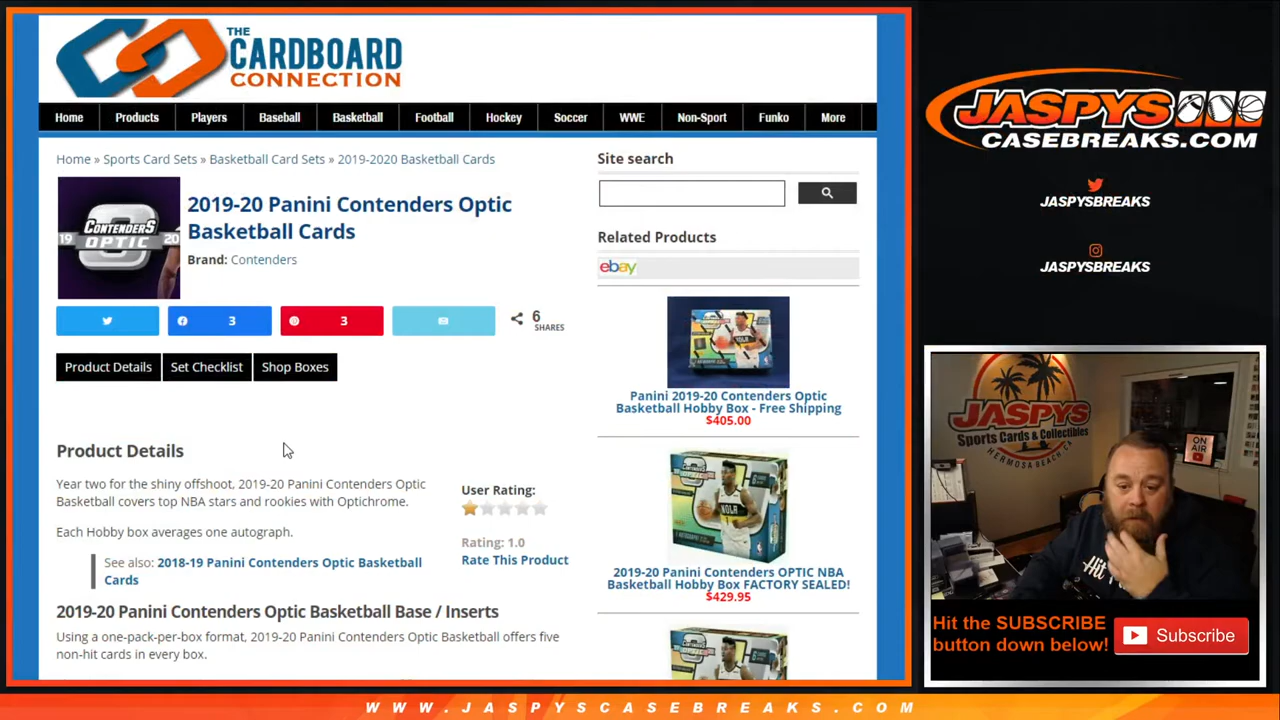 THE
CARDBOARD
CONNECTION
Home
Products
Players
Baseball
Basketball
Football
Hockey
Soccer
WWE
Non-Sport
Funko
More
Home » Sports Card Sets » Basketball Card Sets » 2019-2020 Basketball Cards
CONTENDERS
19 OPTIC 20
2019-20 Panini Contenders Optic
Basketball Cards
Brand: Contenders
3
3
6
SHARES
Product Details
Set Checklist
Shop Boxes
Product Details
Year two for the shiny offshoot, 2019-20 Panini Contenders Optic
Basketball covers top NBA stars and rookies with Optichrome.
Each Hobby box averages one autograph.
See also: 2018-19 Panini Contenders Optic Basketball
Cards
User Rating:
Rating: 1.0
Rate This Product
2019-20 Panini Contenders Optic Basketball Base / Inserts
Using a one-pack-per-box format, 2019-20 Panini Contenders Optic Basketball offers five
non-hit cards in every box.
Site search
Related Products
ebay
Panini 2019-20 Contenders Optic
Basketball Hobby Box - Free Shipping
$405.00
NOLA
2019-20 Panini Contenders OPTIC NBA
Basketball Hobby Box FACTORY SEALED!
$429.95
JASPYS
CASEBREAKS.COM
JASPYSBREAKS
JASPYSBREAKS
JASPYS
Sports Cards & Collectibles
HERMOSA BEACH, CA
ON
AIR
Hit the SUBSCRIBE
button down below!
Subscribe
WWW.JASPYSCASEBREAKS.COM